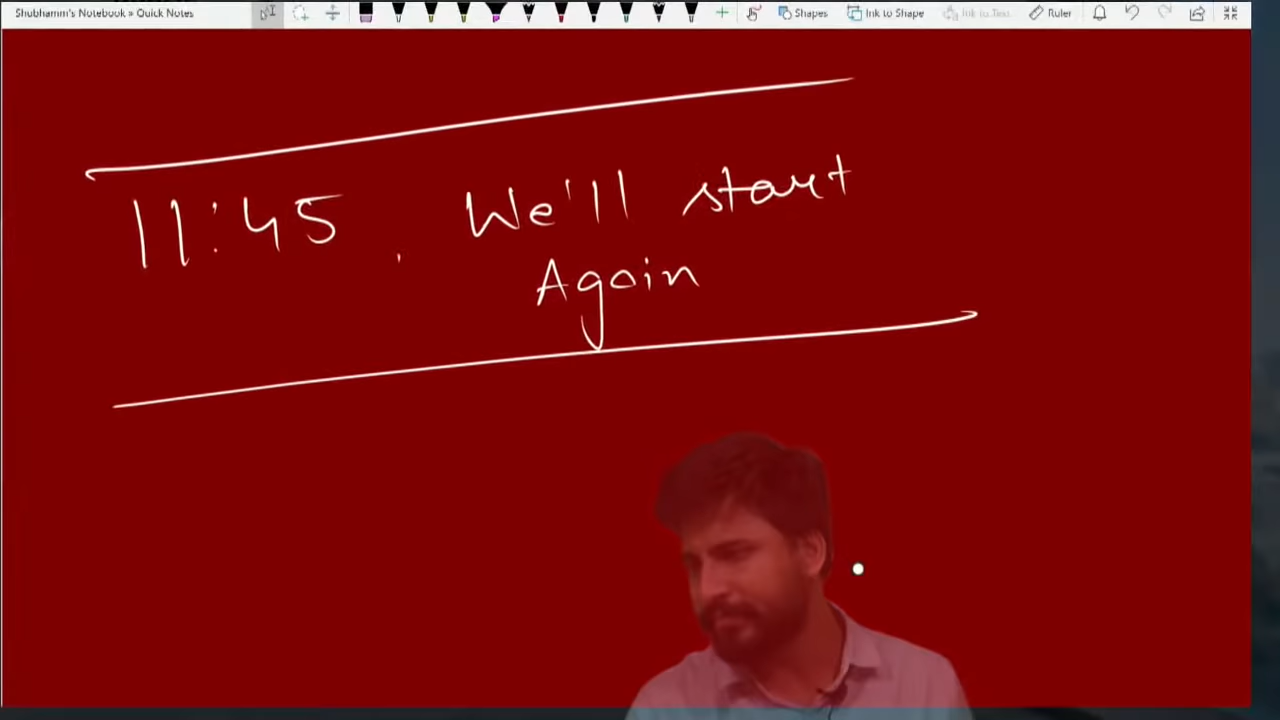 Shubhamm's Notebook » Quick Notes
Shapes
Ink to Shape
Ink to Text
Ruler
11:45 . We'll start
Again